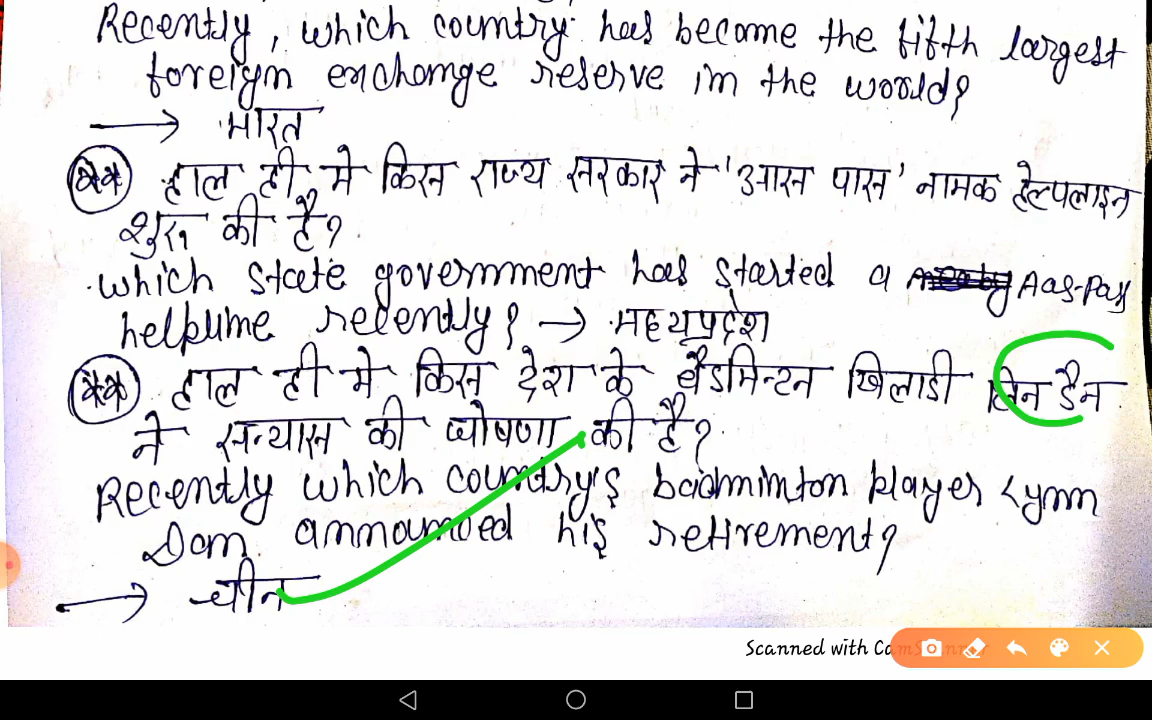 Recently, which country has become the fifth largest
foreign exchange reserve in the world?
→ भारत
हाल ही मे किस राज्य सरकार ने 'आस पास' नामक हेल्पलाइन
शुरू की है?
which state government has started a Aas-Pas
helpline recently? → मध्यप्रदेश
हाल ही मे किस देश के बैडमिन्टन खिलाडी लिन डैन
ने सन्यास की घोषणा की है?
Recently which country's badminton player Lynn
Dan announced his retirement?
→ चीन
Scanned with